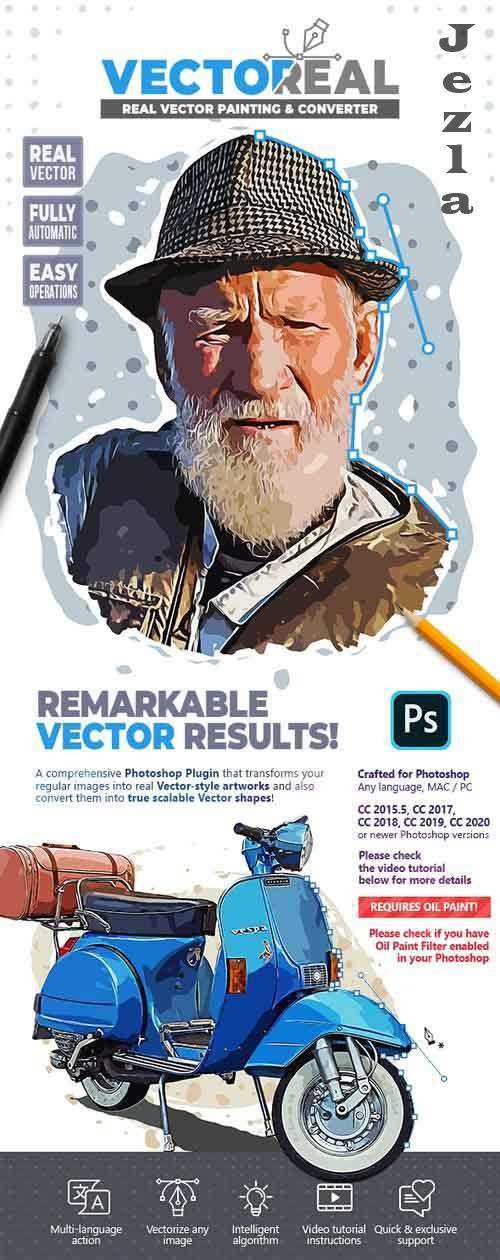 VECTOREAL
REAL VECTOR PAINTING & CONVERTER
Jezla
REAL
VECTOR
FULLY
AUTOMATIC
EASY
OPERATIONS
REMARKABLE
VECTOR RESULTS!
A comprehensive Photoshop Plugin that transforms your
regular images into real Vector-style artworks and also
convert them into true scalable Vector shapes!
Ps
Crafted for Photoshop
Any language, MAC / PC
CC 2015.5, CC 2017,
CC 2018, CC 2019, CC 2020
or newer Photoshop versions
Please check
the video tutorial
below for more details
REQUIRES OIL PAINT!
Please check if you have
Oil Paint Filter enabled
in your Photoshop
Vespa
A
Multi-language
action
Vectorize any
image
Intelligent
algorithm
Video tutorial
instructions
Quick & exclusive
support